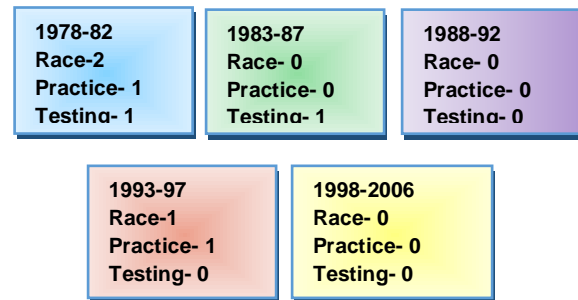 1978-82
Race-2
Practice- 1
Testing- 1
1983-87
Race- 0
Practice- 0
Testing- 1
1988-92
Race- 0
Practice- 0
Testing- 0
1993-97
Race-1
Practice- 1
Testing- 0
1998-2006
Race- 0
Practice- 0
Testing- 0